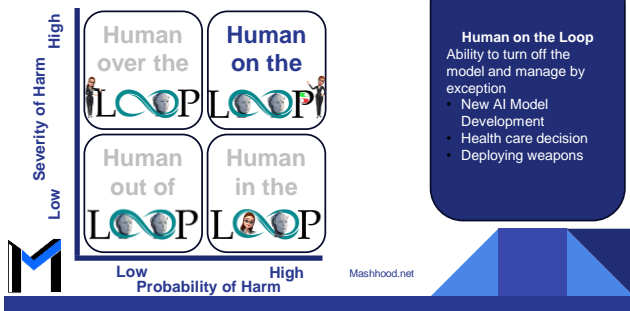 High
Severity of Harm
Low
Human
over the
LOOP
Human
on the
LOOP
Human
out of
LOOP
Human
in the
LOOP
Low
High
Probability of Harm
Mashhood.net
Human on the Loop
Ability to turn off the
model and manage by
exception
• New AI Model
Development
• Health care decision
• Deploying weapons